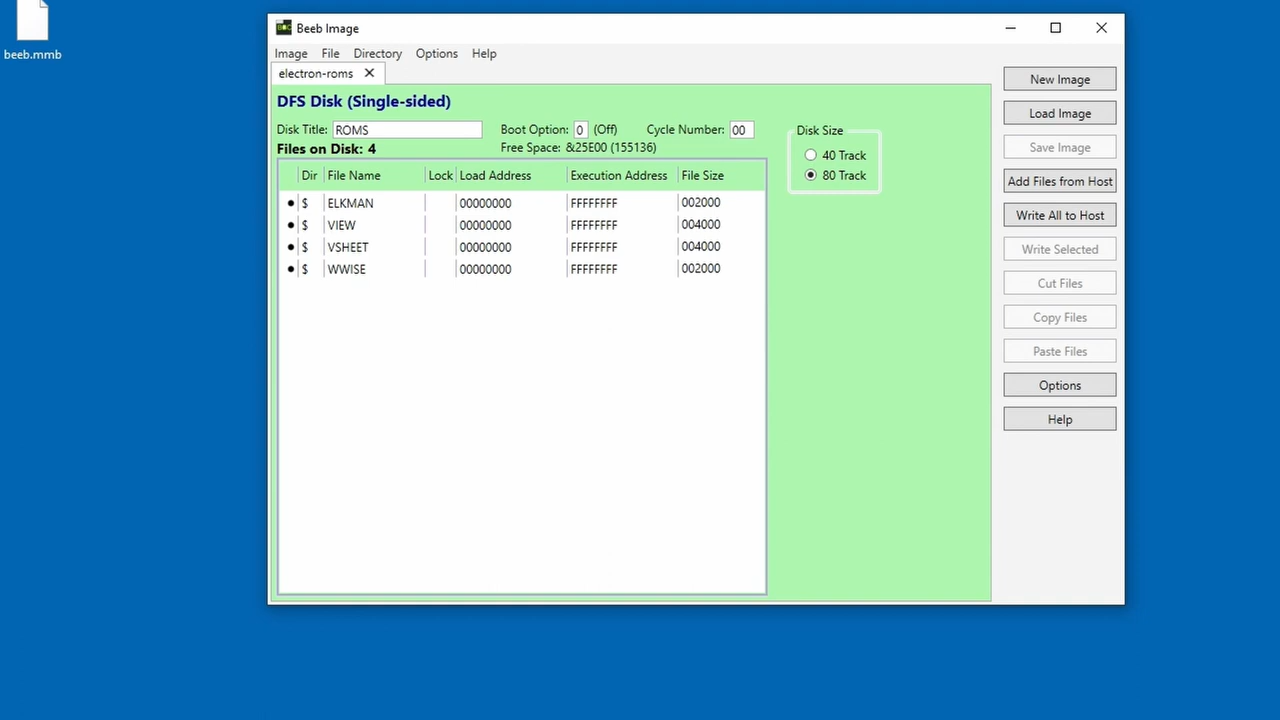 beeb.mmb
Beeb Image
Image File Directory Options Help
electron-roms
DFS Disk (Single-sided)
Disk Title: ROMS Boot Option: 0 (Off) Cycle Number: 00
Files on Disk: 4 Free Space: &25E00 (155136)
Disk Size
40 Track
80 Track
Dir File Name Lock Load Address Execution Address File Size
$ ELKMAN 00000000 FFFFFFFF 002000
$ VIEW 00000000 FFFFFFFF 004000
$ VSHEET 00000000 FFFFFFFF 004000
$ WWISE 00000000 FFFFFFFF 002000
New Image
Load Image
Save Image
Add Files from Host
Write All to Host
Write Selected
Cut Files
Copy Files
Paste Files
Options
Help